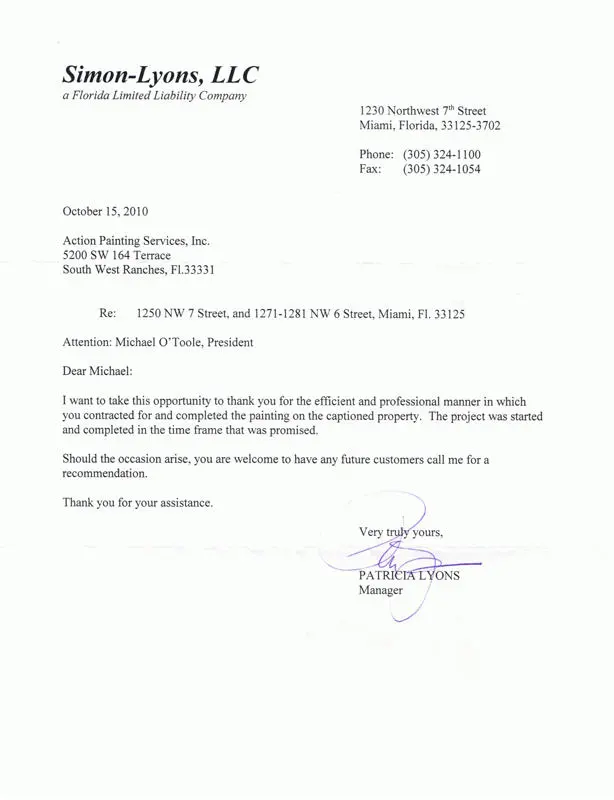 Simon-Lyons, LLC
a Florida Limited Liability Company
1230 Northwest 7th Street
Miami, Florida, 33125-3702
Phone: (305) 324-1100
Fax: (305) 324-1054
October 15, 2010
Action Painting Services, Inc.
5200 SW 164 Terrace
South West Ranches, Fl.33331
Re: 1250 NW 7 Street, and 1271-1281 NW 6 Street, Miami, Fl. 33125
Attention: Michael O'Toole, President
Dear Michael:
I want to take this opportunity to thank you for the efficient and professional manner in which
you contracted for and completed the painting on the captioned property. The project was started
and completed in the time frame that was promised.
Should the occasion arise, you are welcome to have any future customers call me for a
recommendation.
Thank you for your assistance.
Very truly yours,
PATRICIA LYONS
Manager